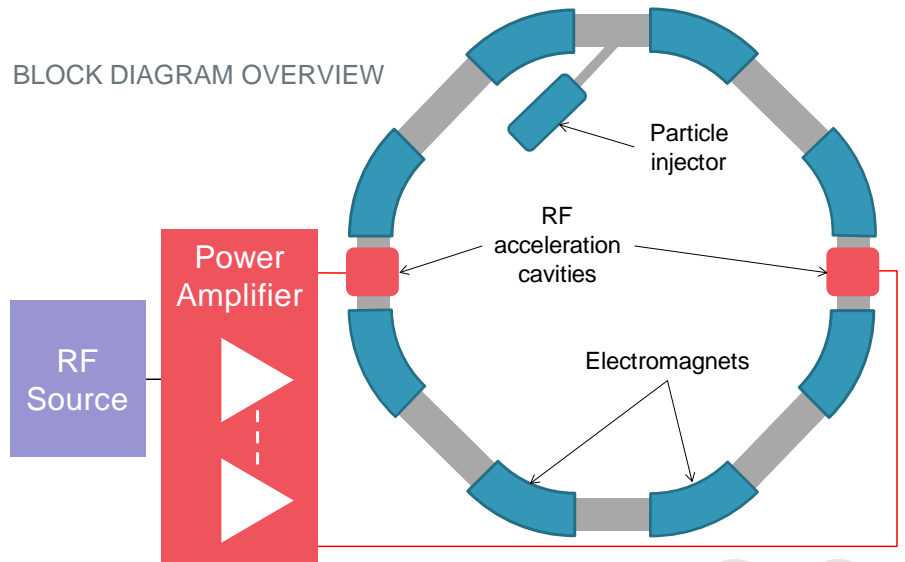 BLOCK DIAGRAM OVERVIEW
Particle
injector
RF
acceleration
cavities
Power
Amplifier
RF
Source
Electromagnets